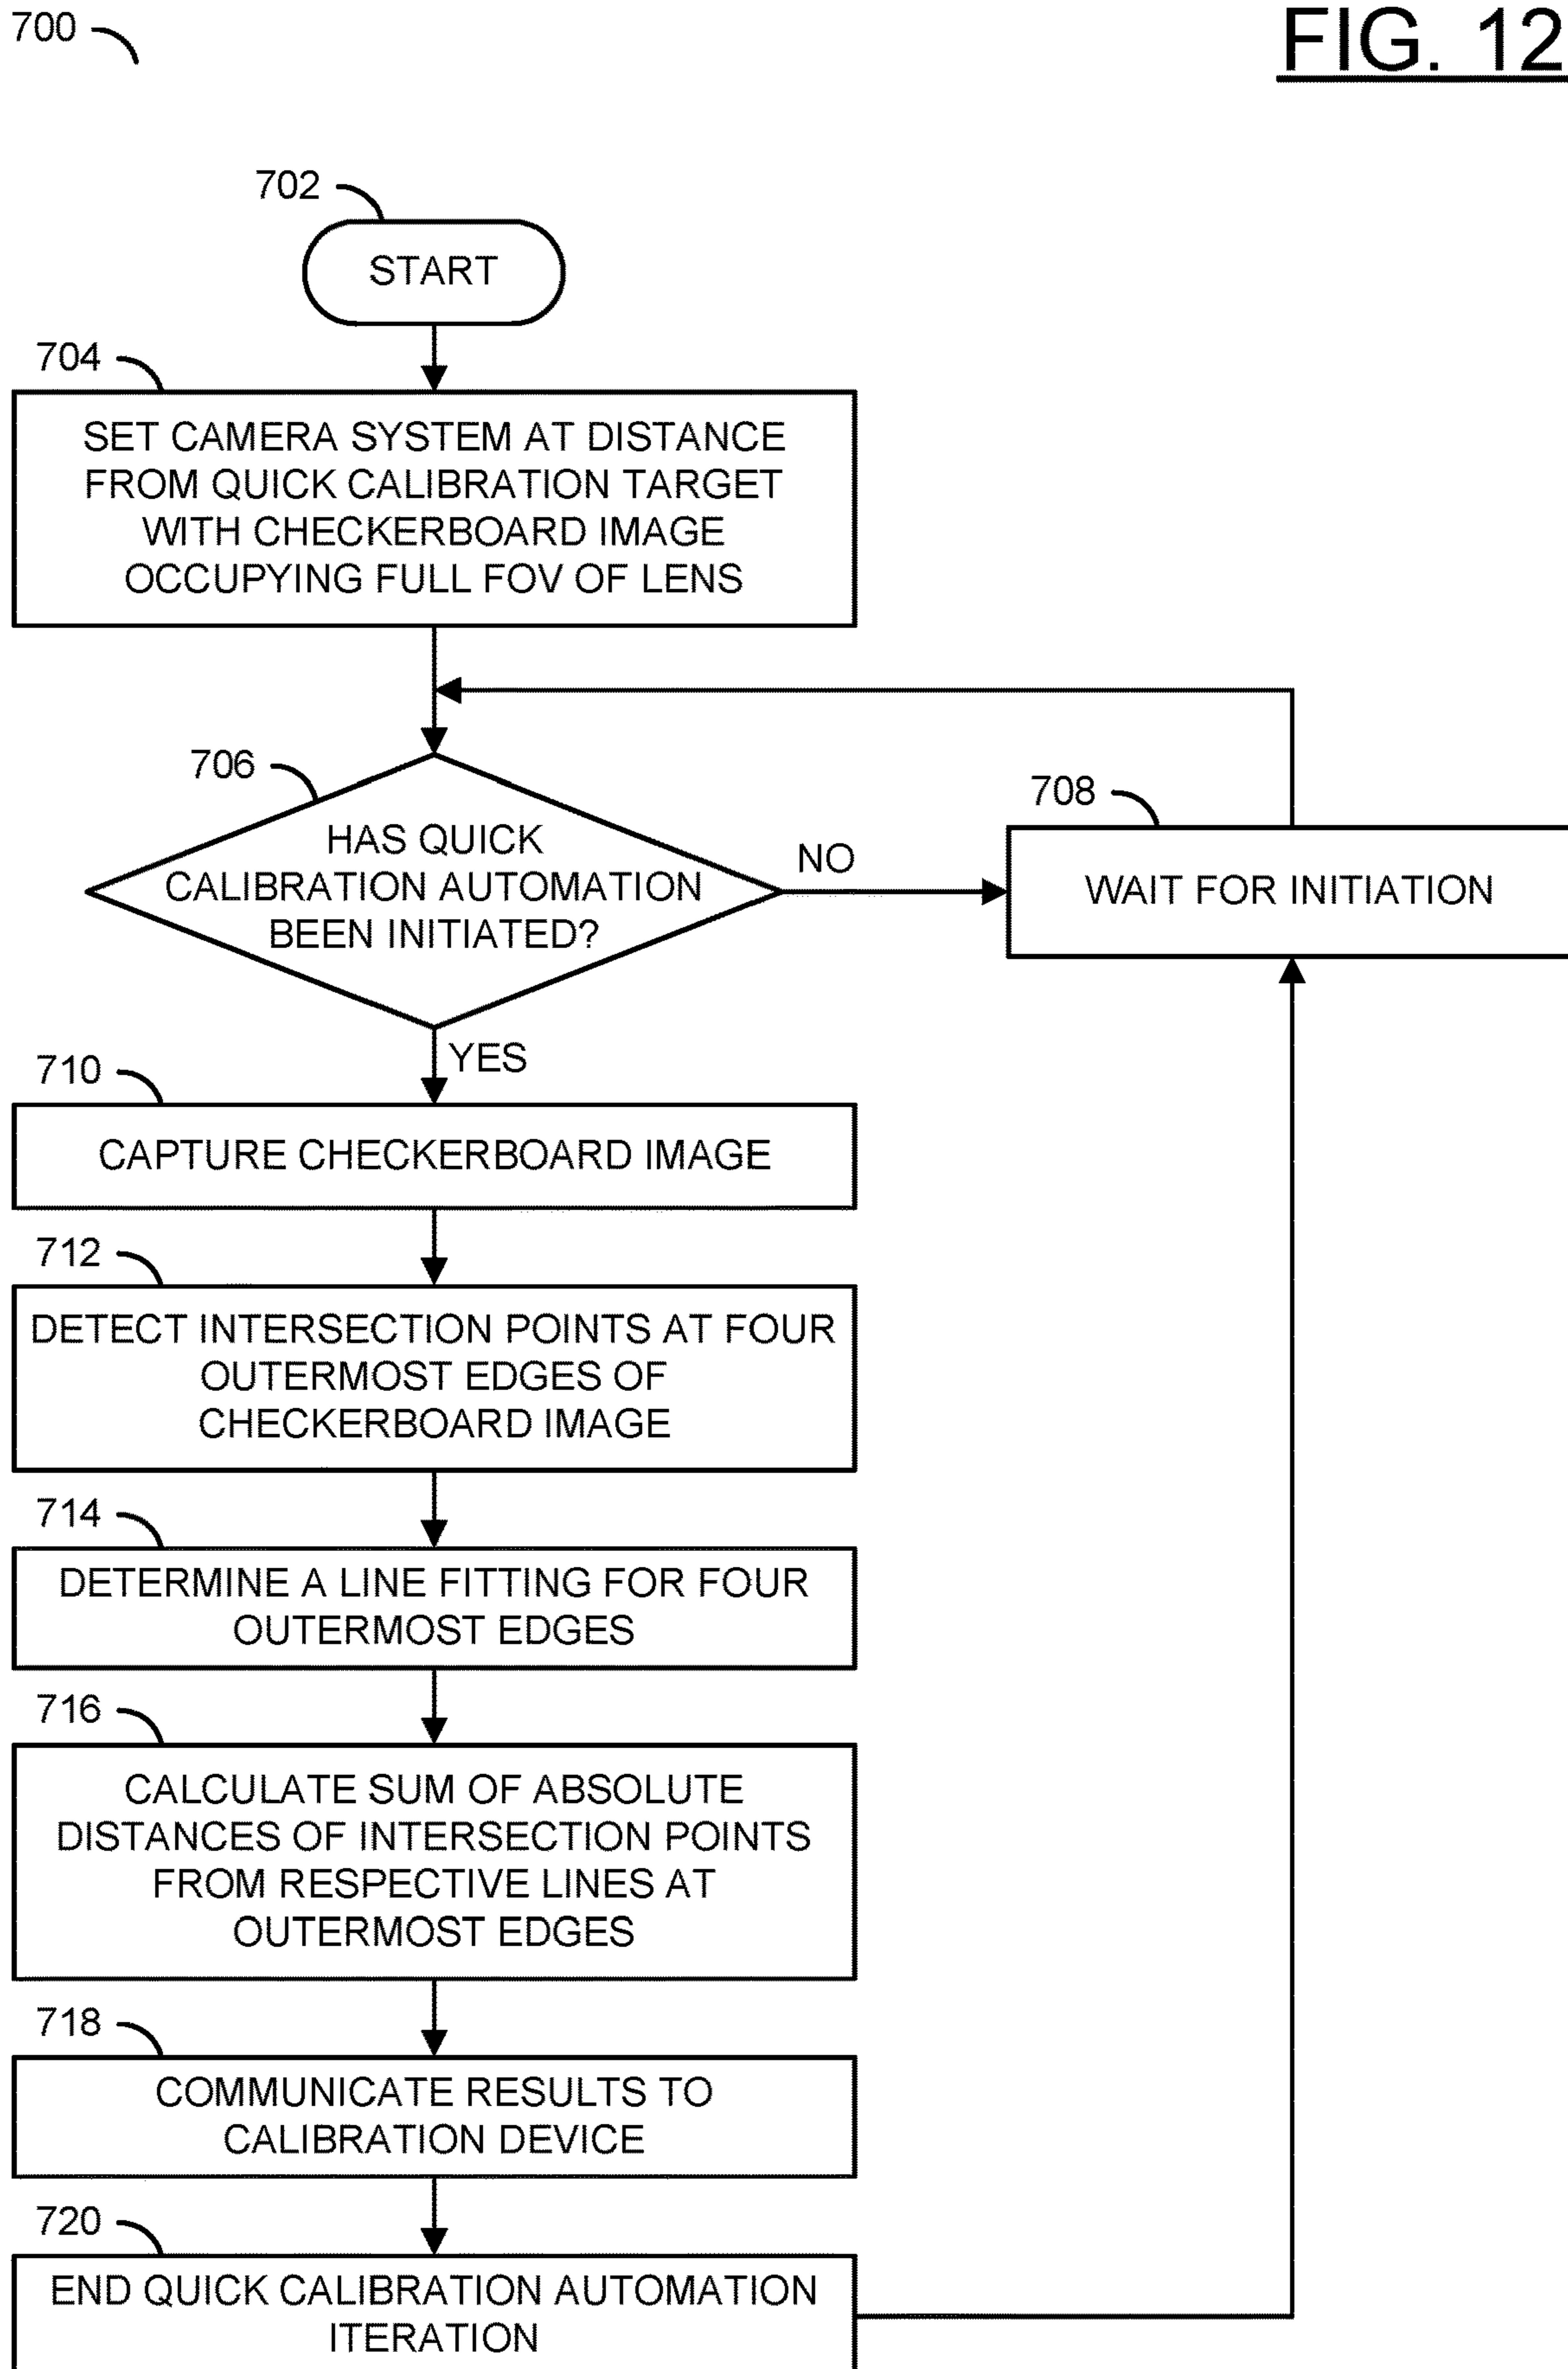 700
FIG. 12
702
START
704
SET CAMERA SYSTEM AT DISTANCE
FROM QUICK CALIBRATION TARGET
WITH CHECKERBOARD IMAGE
OCCUPYING FULL FOV OF LENS
706
HAS QUICK
CALIBRATION AUTOMATION
BEEN INITIATED?
NO
708
WAIT FOR INITIATION
YES
710
CAPTURE CHECKERBOARD IMAGE
712
DETECT INTERSECTION POINTS AT FOUR
OUTERMOST EDGES OF
CHECKERBOARD IMAGE
714
DETERMINE A LINE FITTING FOR FOUR
OUTERMOST EDGES
716
CALCULATE SUM OF ABSOLUTE
DISTANCES OF INTERSECTION POINTS
FROM RESPECTIVE LINES AT
OUTERMOST EDGES
718
COMMUNICATE RESULTS TO
CALIBRATION DEVICE
720
END QUICK CALIBRATION AUTOMATION
ITERATION